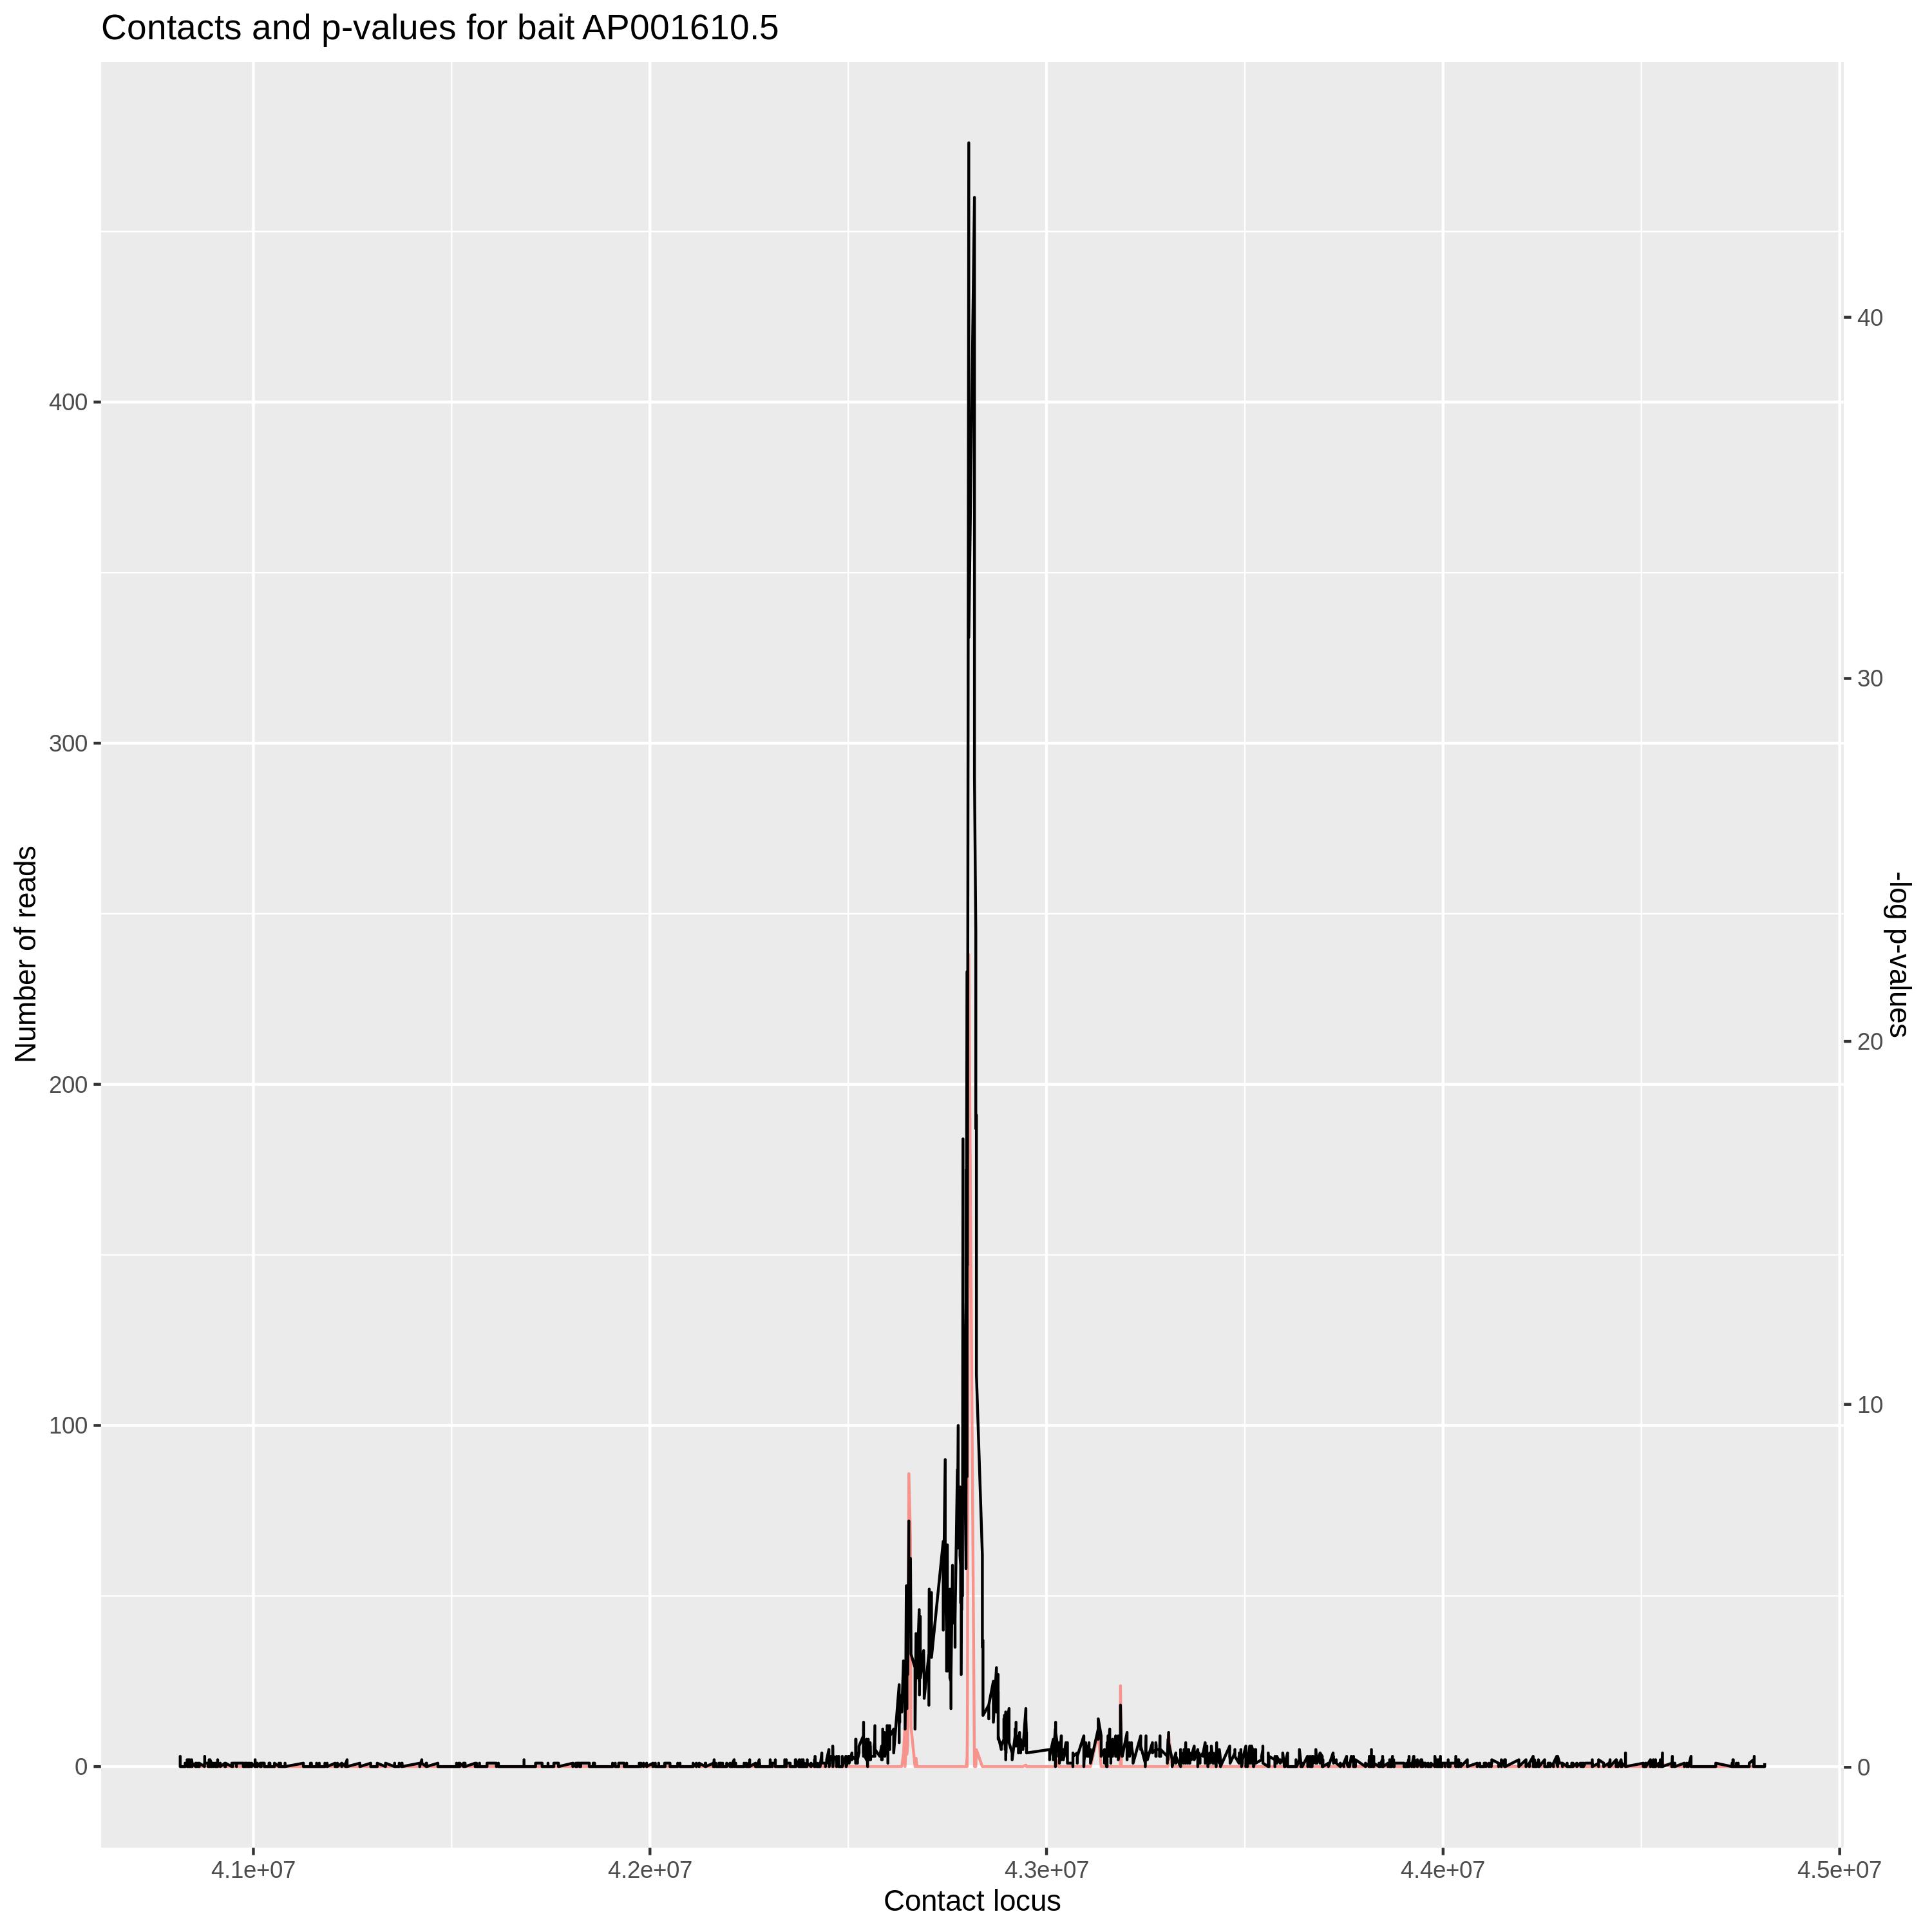 Contacts and p-values for bait AP001610.5
Number of reads
400
300
200
100
0
40
30
20
10
0
-log p-values
4.1e+07
4.2e+07
4.3e+07
4.4e+07
4.5e+07
Contact locus